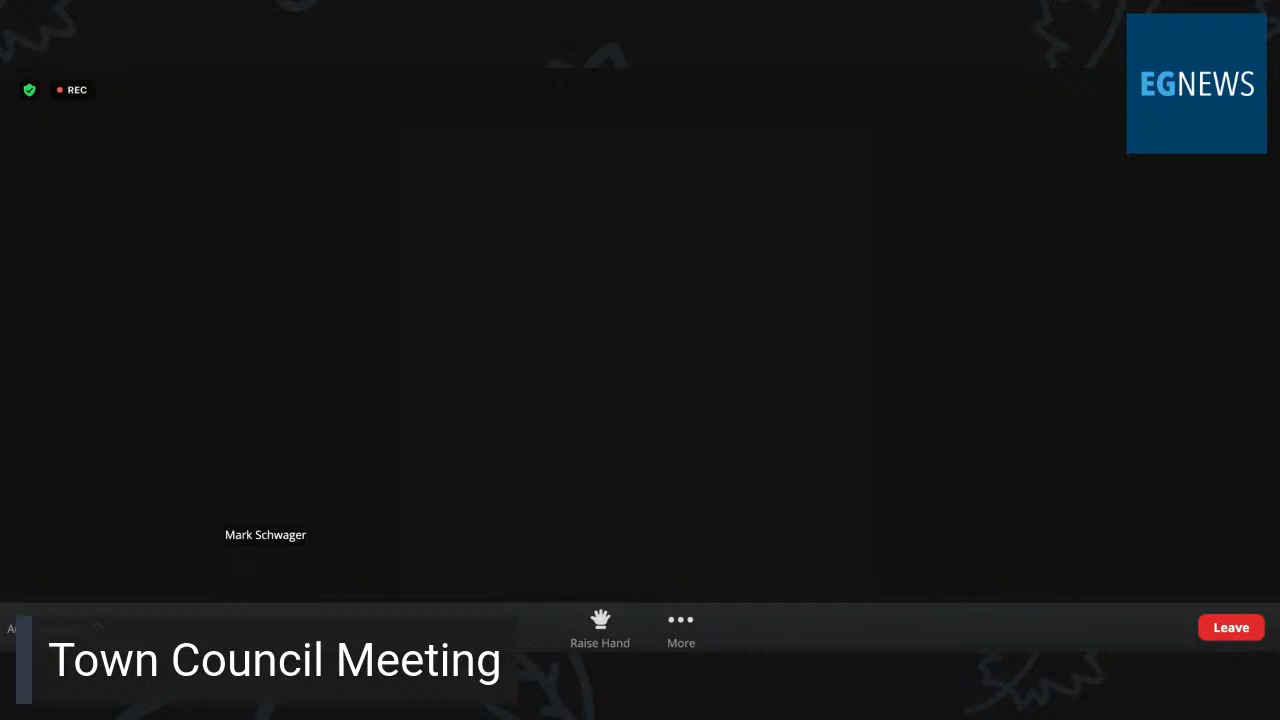 REC
EGNEWS
Mark Schwager
Raise Hand
More
Leave
Town Council Meeting